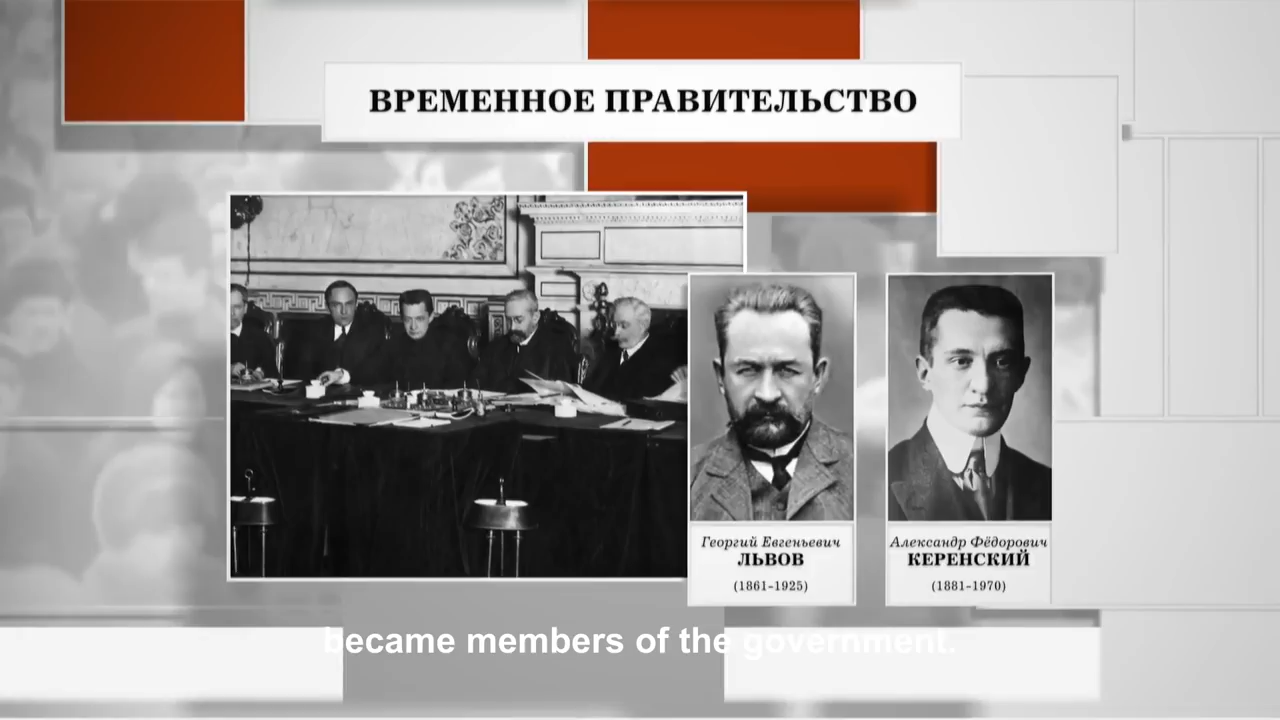 ВРЕМЕННОЕ ПРАВИТЕЛЬСТВО
Георгий Евгеньевич
ЛЬВОВ
(1861-1925)
Александр Фёдорович
КЕРЕНСКИЙ
(1881-1970)
became members of the government.